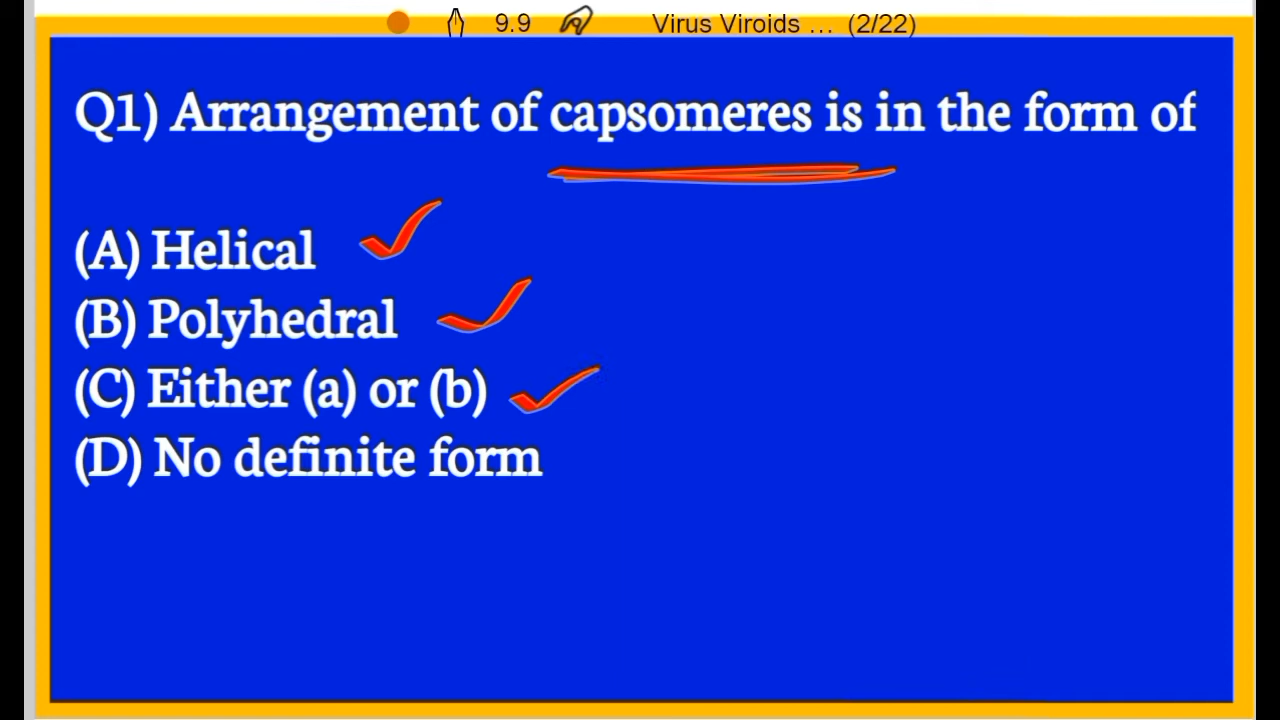 9.9 Virus Viroids ... (2/22)
Q1) Arrangement of capsomeres is in the form of
(A) Helical
(B) Polyhedral
(C) Either (a) or (b)
(D) No definite form